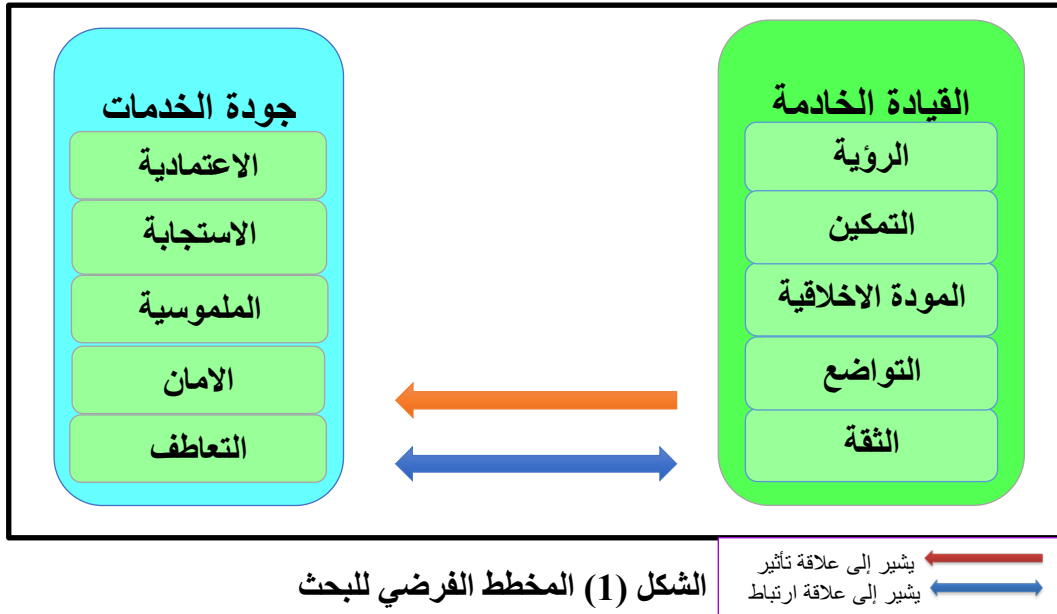 القيادة الخادمة
الرؤية
التمكين
المودة الاخلاقية
التواضع
الثقة
جودة الخدمات
الاعتمادية
الاستجابة
الملموسية
الامان
التعاطف
يشير إلى علاقة تأثير
يشير إلى علاقة ارتباط
الشكل (1) المخطط الفرضي للبحث